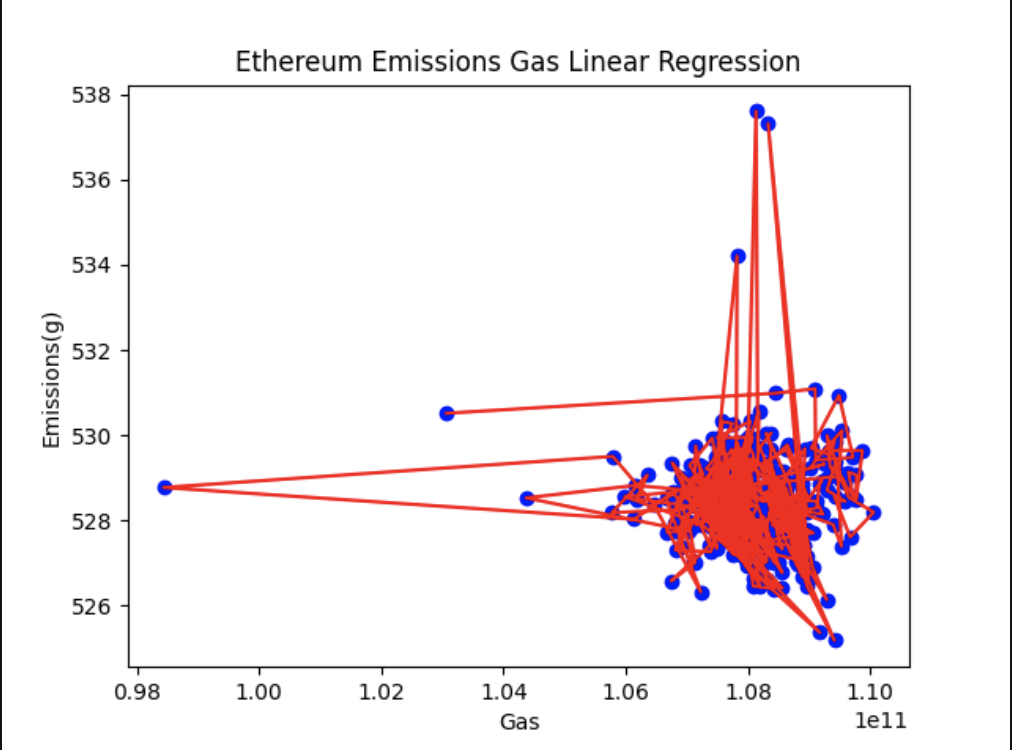 Ethereum Emissions Gas Linear Regression
538
536
534
532
530
528
526
Emissions(g)
0.98 1.00 1.02 1.04 1.06 1.08 1.10
1e11
Gas